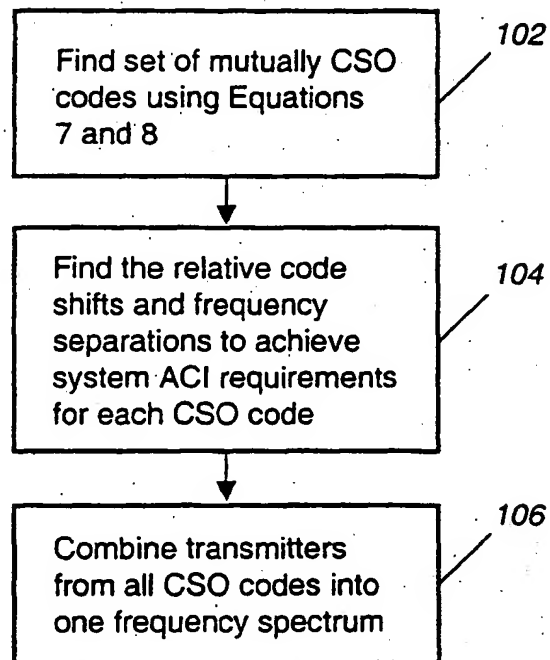 102
Find set of mutually CSO
codes using Equations
7 and 8
104
Find the relative code
shifts and frequency
separations to achieve
system ACI requirements
for each CSO code
106
Combine transmitters
from all CSO codes into
one frequency spectrum